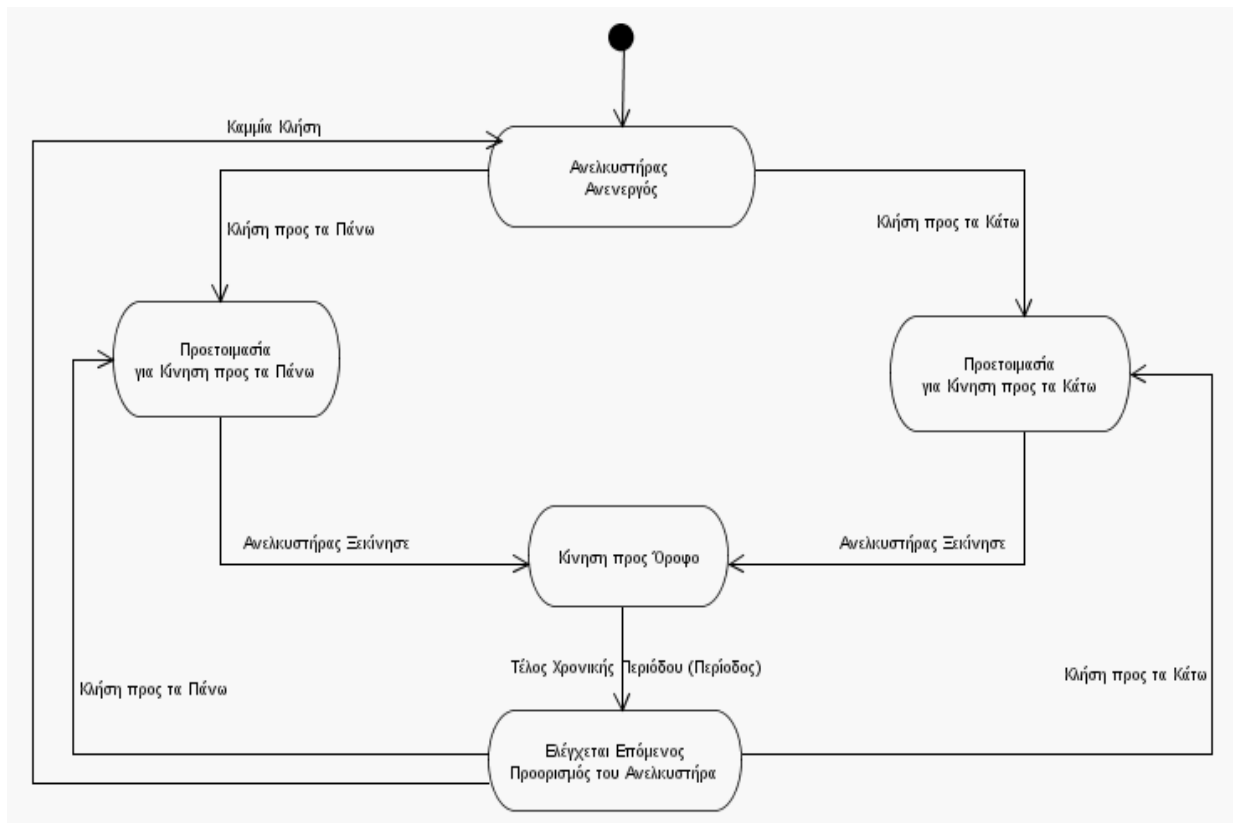 Καμμία Κλήση
Ανελκυστήρας
Ανενεργός
Κλήση προς τα Πάνω
Κλήση προς τα Κάτω
Προετοιμασία
για Κίνηση προς τα Πάνω
Προετοιμασία
για Κίνηση προς τα Κάτω
Ανελκυστήρας Ξεκίνησε
Κίνηση προς Όροφο
Ανελκυστήρας Ξεκίνησε
Τέλος Χρονικής Περιόδου (Περίοδος)
Κλήση προς τα Πάνω
Κλήση προς τα Κάτω
Ελέγχεται Επόμενος
Προορισμός του Ανελκυστήρα